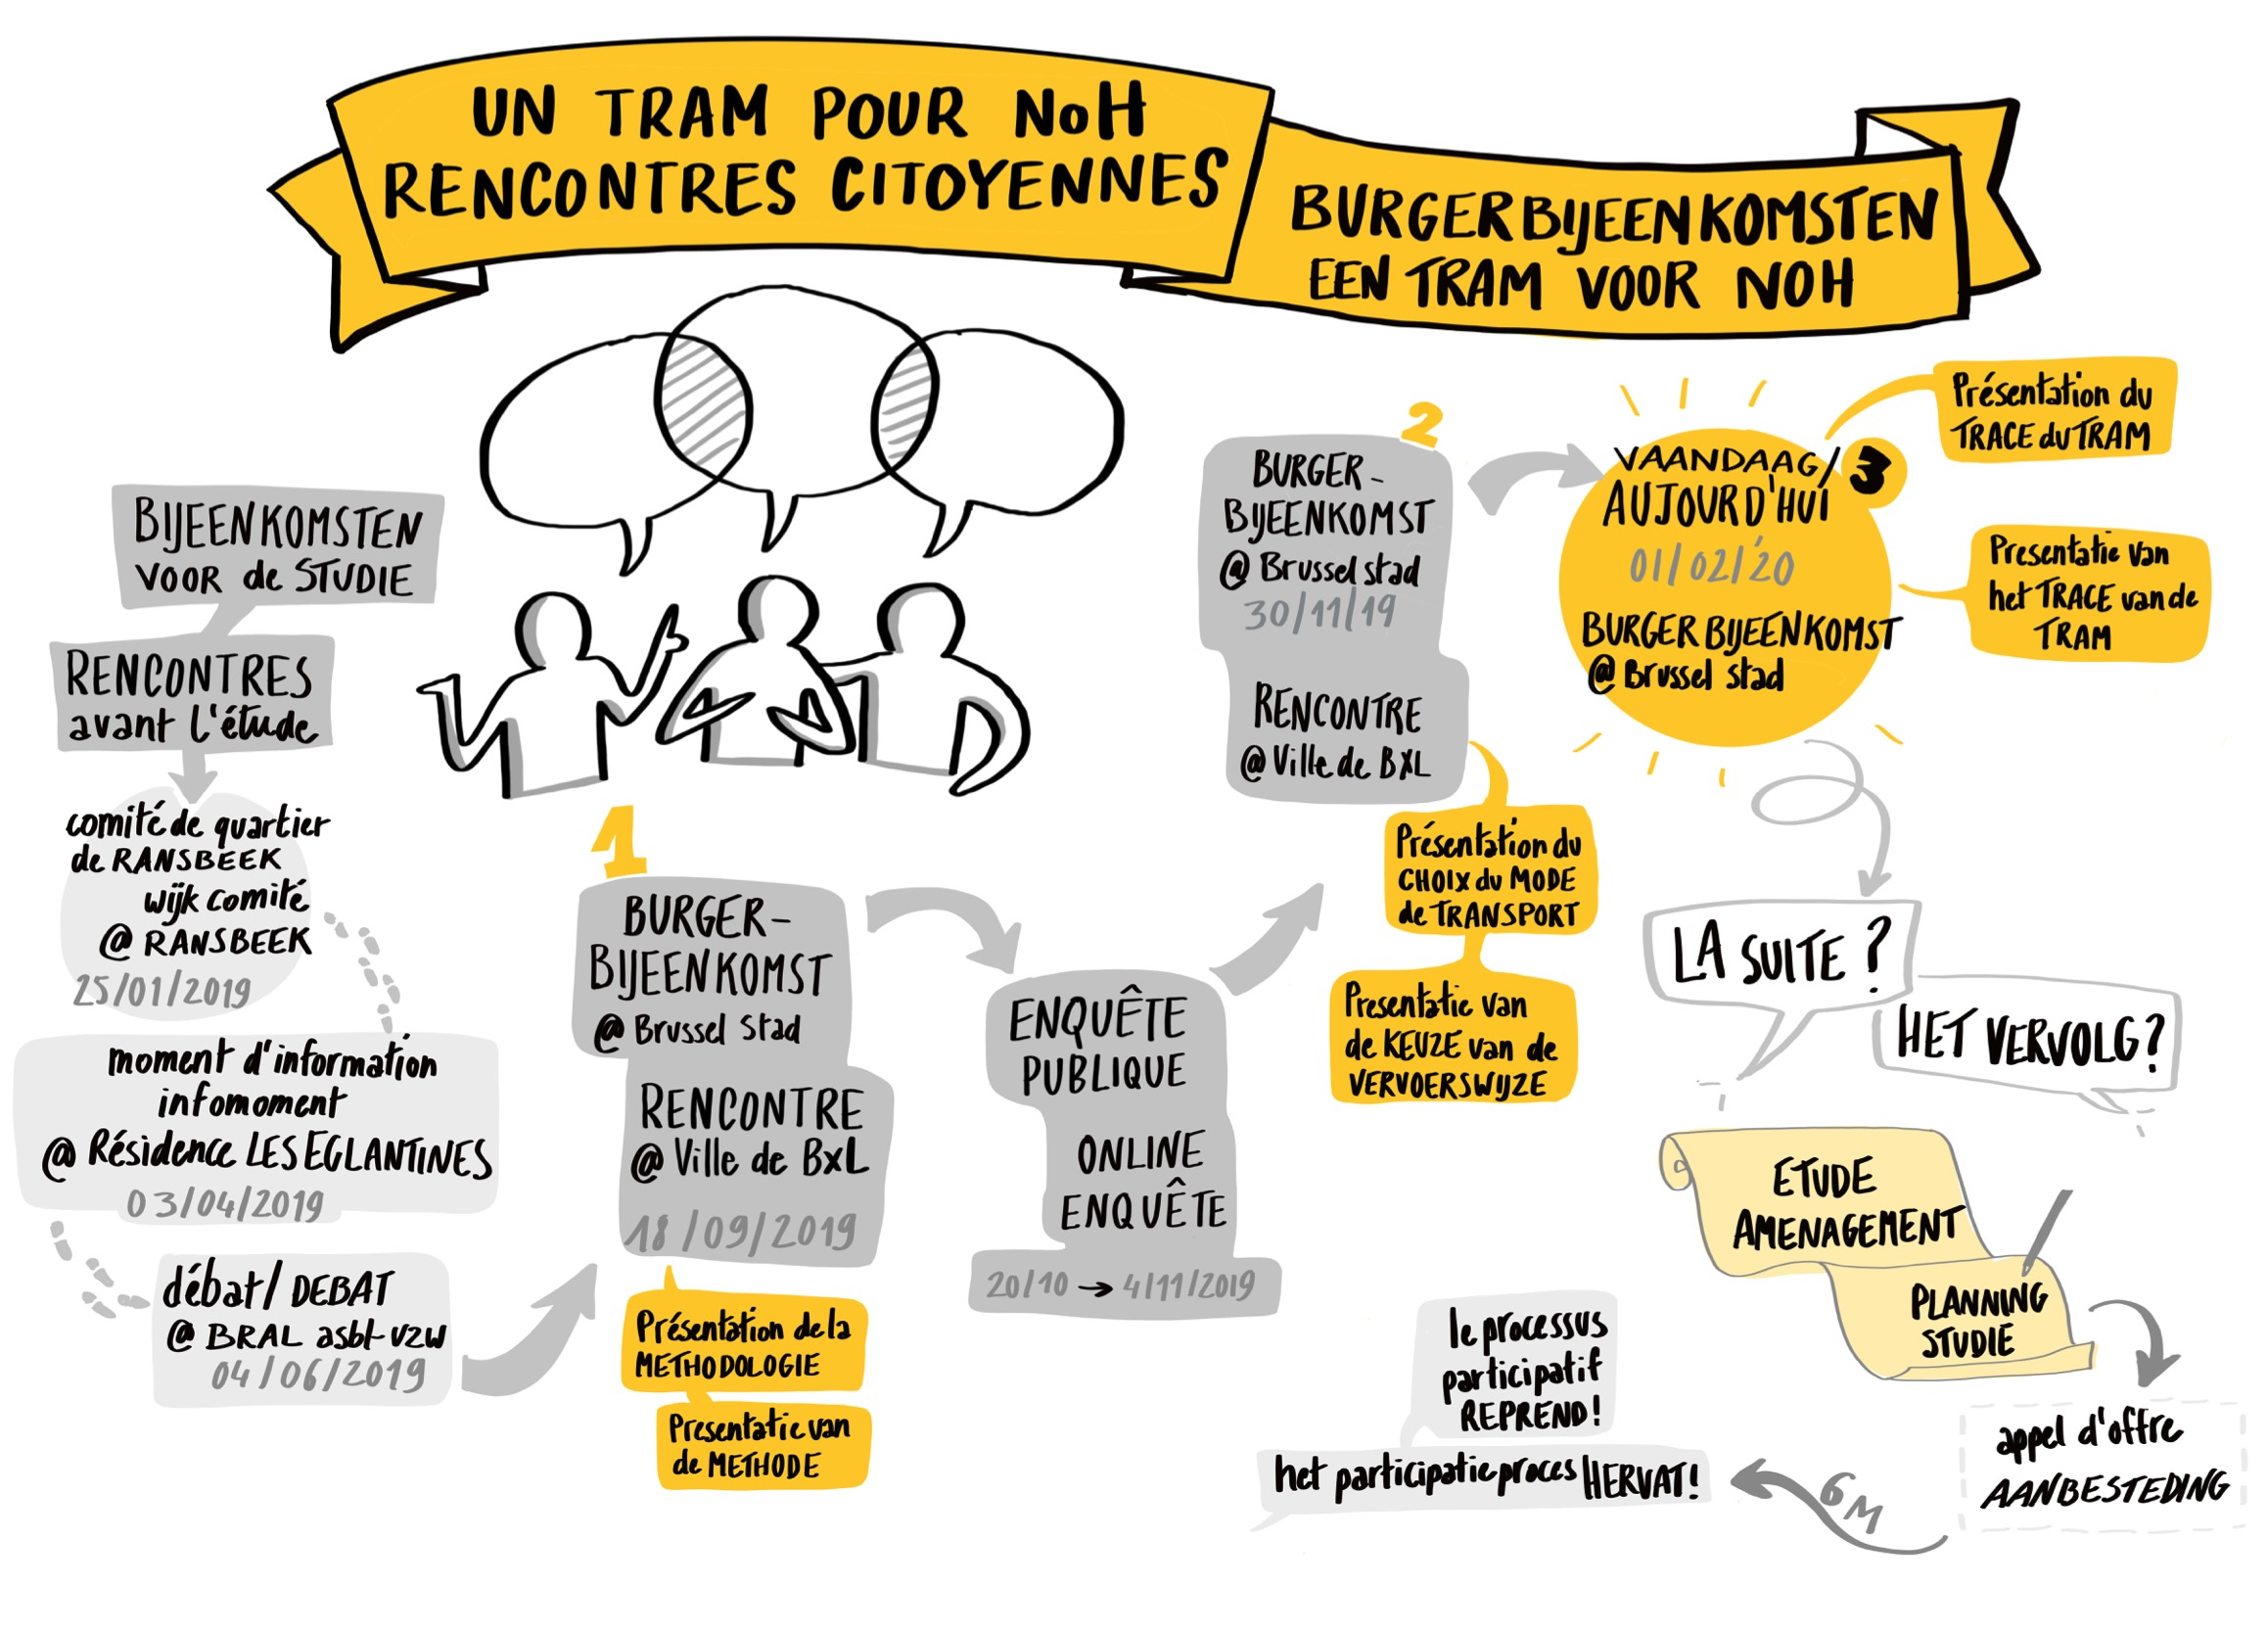 UN TRAM POUR NOH
RENCONTRES CITOYENNES
BURGERBIJEENKOMSTEN
EEN TRAM VOOR NOH
BIJEENKOMSTEN
VOOR de STUDIE
RENCONTRES
avant l'étude
comité de quartier
de RANSBEEK
wijk comité
@ RANSBEEK
25/01/2019
moment d'information
infomoment
@ Résidence LES EGLANTINES
03/04/2019
débat/DEBAT
@ BRAL asbl-vzw
04/06/2019
1
BURGER-
BIJEENKOMST
@ Brussel Stad
RENCONTRE
@ Ville de BXL
18/09/2019
Présentation de la
METHODOLOGIE
Presentatie van
de METHODE
ENQUÊTE
PUBLIQUE
ONLINE
ENQUÊTE
20/10 → 4/11/2019
2
BURGER-
BIJEENKOMST
@ Brussel stad
30/11/19
RENCONTRE
@ Ville de BXL
Présentation du
CHOIX du MODE
de TRANSPORT
Presentatie van
de KEUZE van de
VERVOERSWIJZE
VAANDAAG/ 3
AUJOURD'HUI
01/02/20
BURGERBIJEENKOMST
@ Brussel stad
Présentation du
TRACE du TRAM
Presentatie van
het TRACE van de
TRAM
LA SUITE ?
HET VERVOLG?
ETUDE
AMENAGEMENT
PLANNING
STUDIE
appel d'offre
AANBESTEDING
6M
le processus
participatif
REPREND!
het participatieproces HERVAT!